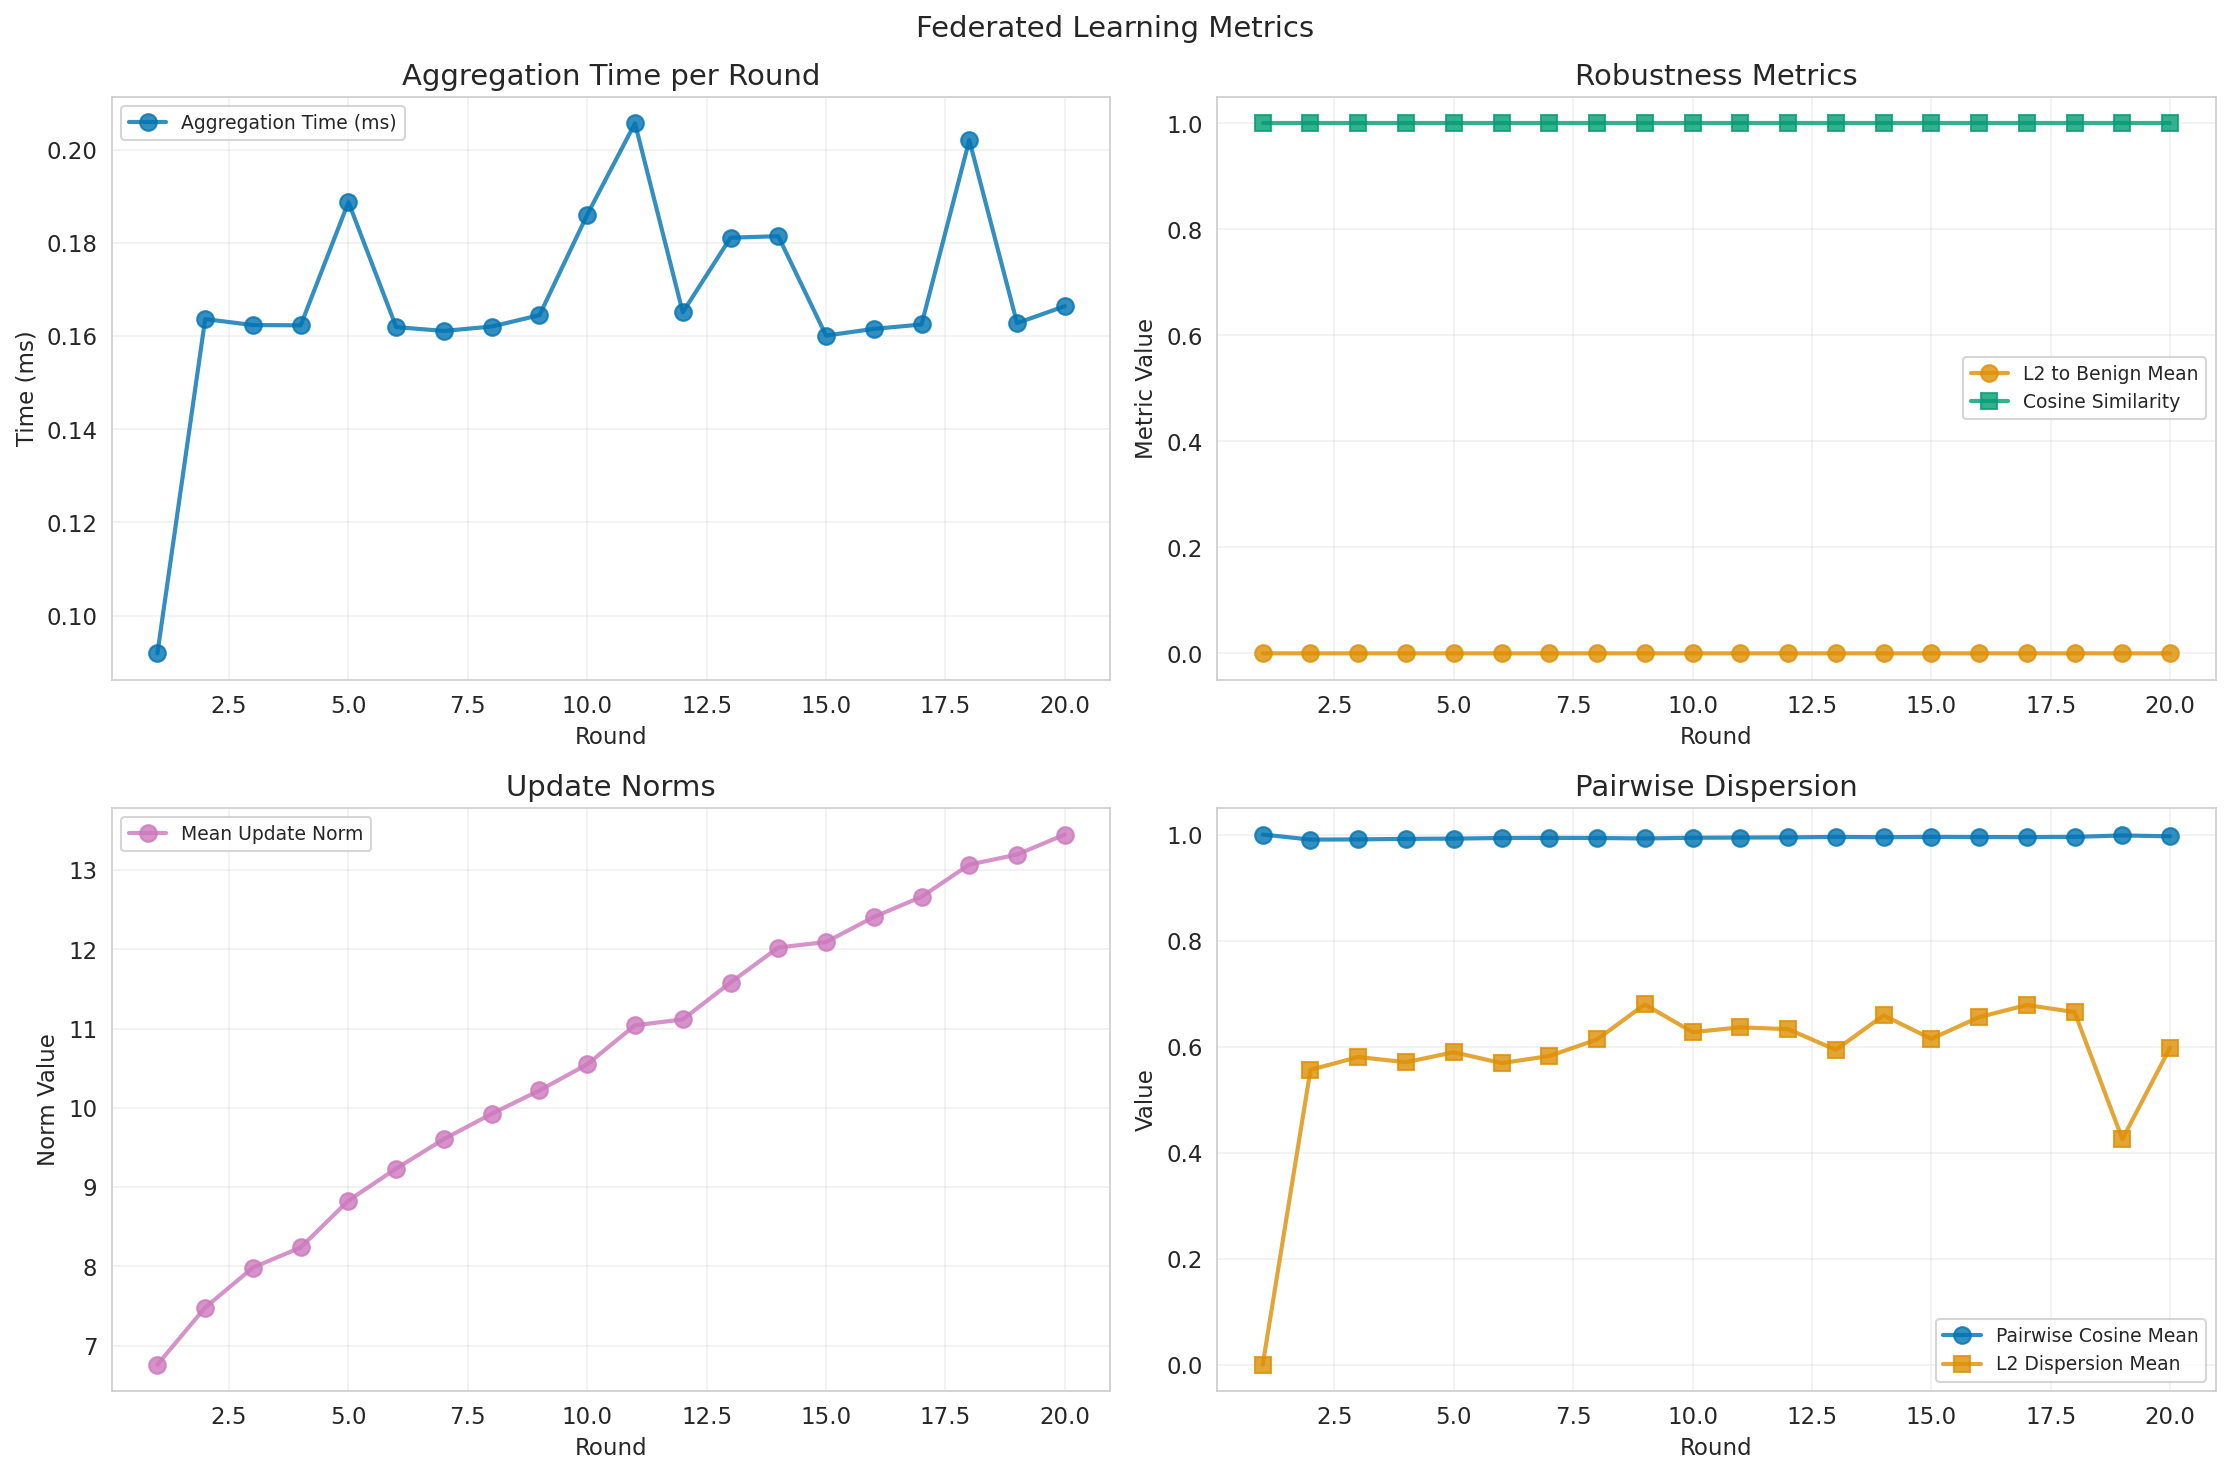 Federated Learning Metrics
Aggregation Time per Round
Aggregation Time (ms)
0.20
0.18
0.16
0.14
0.12
0.10
Time (ms)
2.5 5.0 7.5 10.0 12.5 15.0 17.5 20.0
Round
Robustness Metrics
1.0
0.8
0.6
0.4
0.2
0.0
Metric Value
L2 to Benign Mean
Cosine Similarity
2.5 5.0 7.5 10.0 12.5 15.0 17.5 20.0
Round
Update Norms
Mean Update Norm
13
12
11
10
9
8
7
Norm Value
2.5 5.0 7.5 10.0 12.5 15.0 17.5 20.0
Round
Pairwise Dispersion
1.0
0.8
0.6
0.4
0.2
0.0
Value
Pairwise Cosine Mean
L2 Dispersion Mean
2.5 5.0 7.5 10.0 12.5 15.0 17.5 20.0
Round